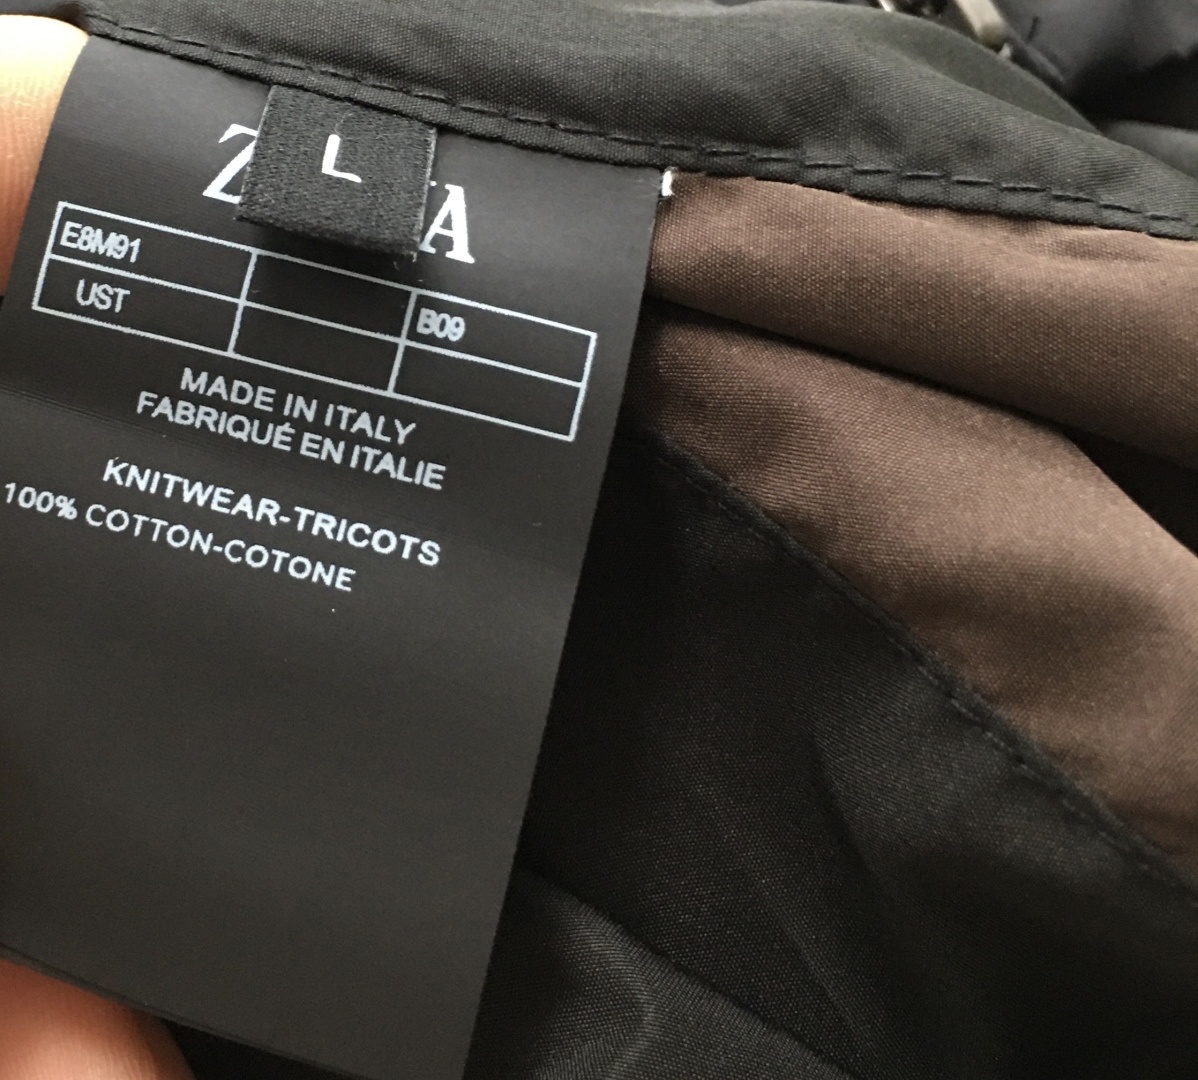 L
E8M91
UST
B09
MADE IN ITALY
FABRIQUÉ EN ITALIE
KNITWEAR-TRICOTS
100% COTTON-COTONE